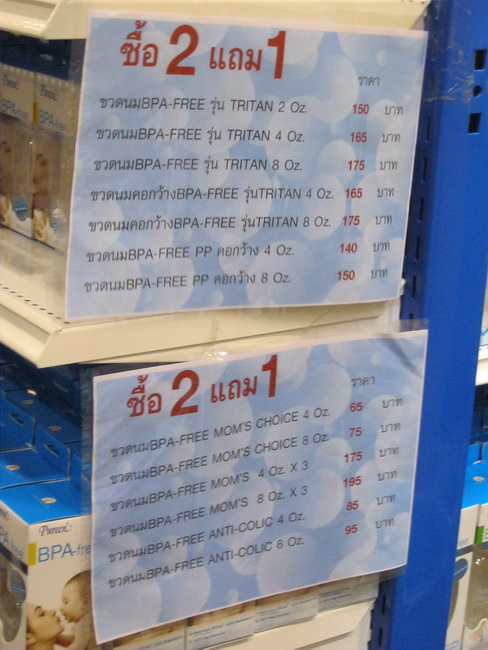 ซื้อ 2 แถม 1
ราคา
ขวดนมBPA-FREE รุ่น TRITAN 2 Oz. 150 บาท
ขวดนมBPA-FREE รุ่น TRITAN 4 Oz. 165 บาท
ขวดนมBPA-FREE รุ่น TRITAN 8 Oz. 175 บาท
ขวดนมคอกว้างBPA-FREE รุ่นTRITAN 4 Oz. 165 บาท
ขวดนมคอกว้างBPA-FREE รุ่นTRITAN 8 Oz. 175 บาท
ขวดนมBPA-FREE PP คอกว้าง 4 Oz. 140 บาท
ขวดนมBPA-FREE PP คอกว้าง 8 Oz. 150 บาท
ซื้อ 2 แถม 1
ราคา
ขวดนมBPA-FREE MOM'S CHOICE 4 Oz. 65 บาท
ขวดนมBPA-FREE MOM'S CHOICE 8 Oz. 75 บาท
ขวดนมBPA-FREE MOM'S 4 Oz. X 3 175 บาท
ขวดนมBPA-FREE MOM'S 8 Oz. X 3 195 บาท
ขวดนมBPA-FREE ANTI-COLIC 4 Oz. 85 บาท
ขวดนมBPA-FREE ANTI-COLIC 8 Oz. 95 บาท
Pureen
BPA-free